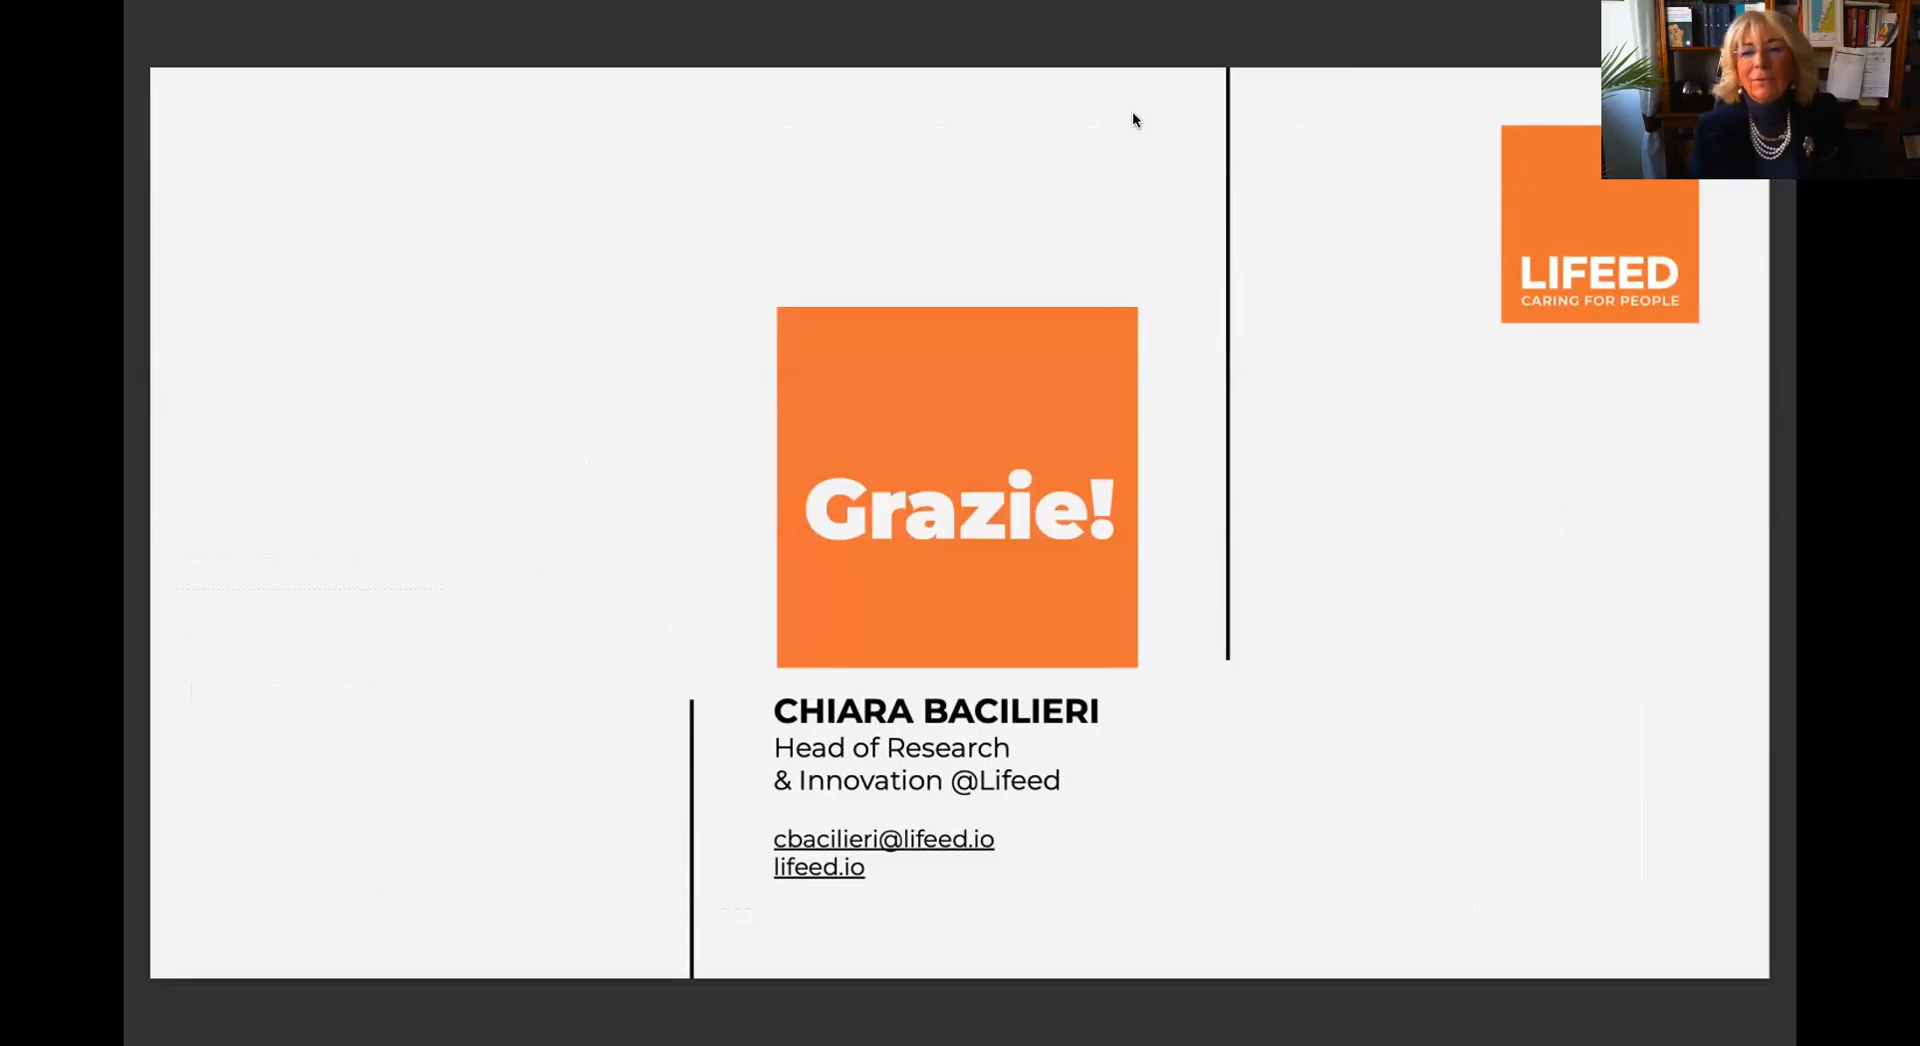 LIFEED
CARING FOR PEOPLE
Grazie!
CHIARA BACILIERI
Head of Research
& Innovation @Lifeed
cbacilieri@lifeed.io
lifeed.io